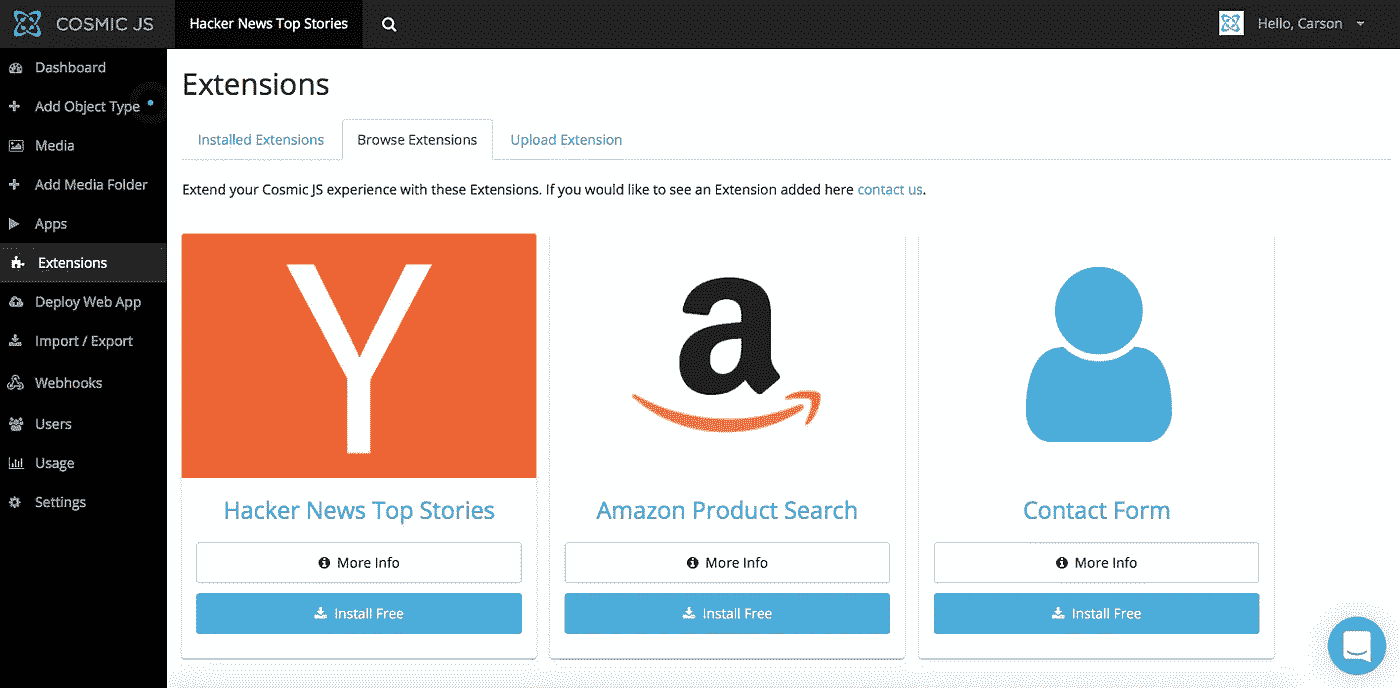 COSMIC JS
Hacker News Top Stories
Hello, Carson
Dashboard
Add Object Type
Media
Add Media Folder
Apps
Extensions
Deploy Web App
Import / Export
Webhooks
Users
Usage
Settings
Extensions
Installed Extensions
Browse Extensions
Upload Extension
Extend your Cosmic JS experience with these Extensions. If you would like to see an Extension added here contact us.
Y
a
Hacker News Top Stories
Amazon Product Search
Contact Form
More Info
More Info
More Info
Install Free
Install Free
Install Free